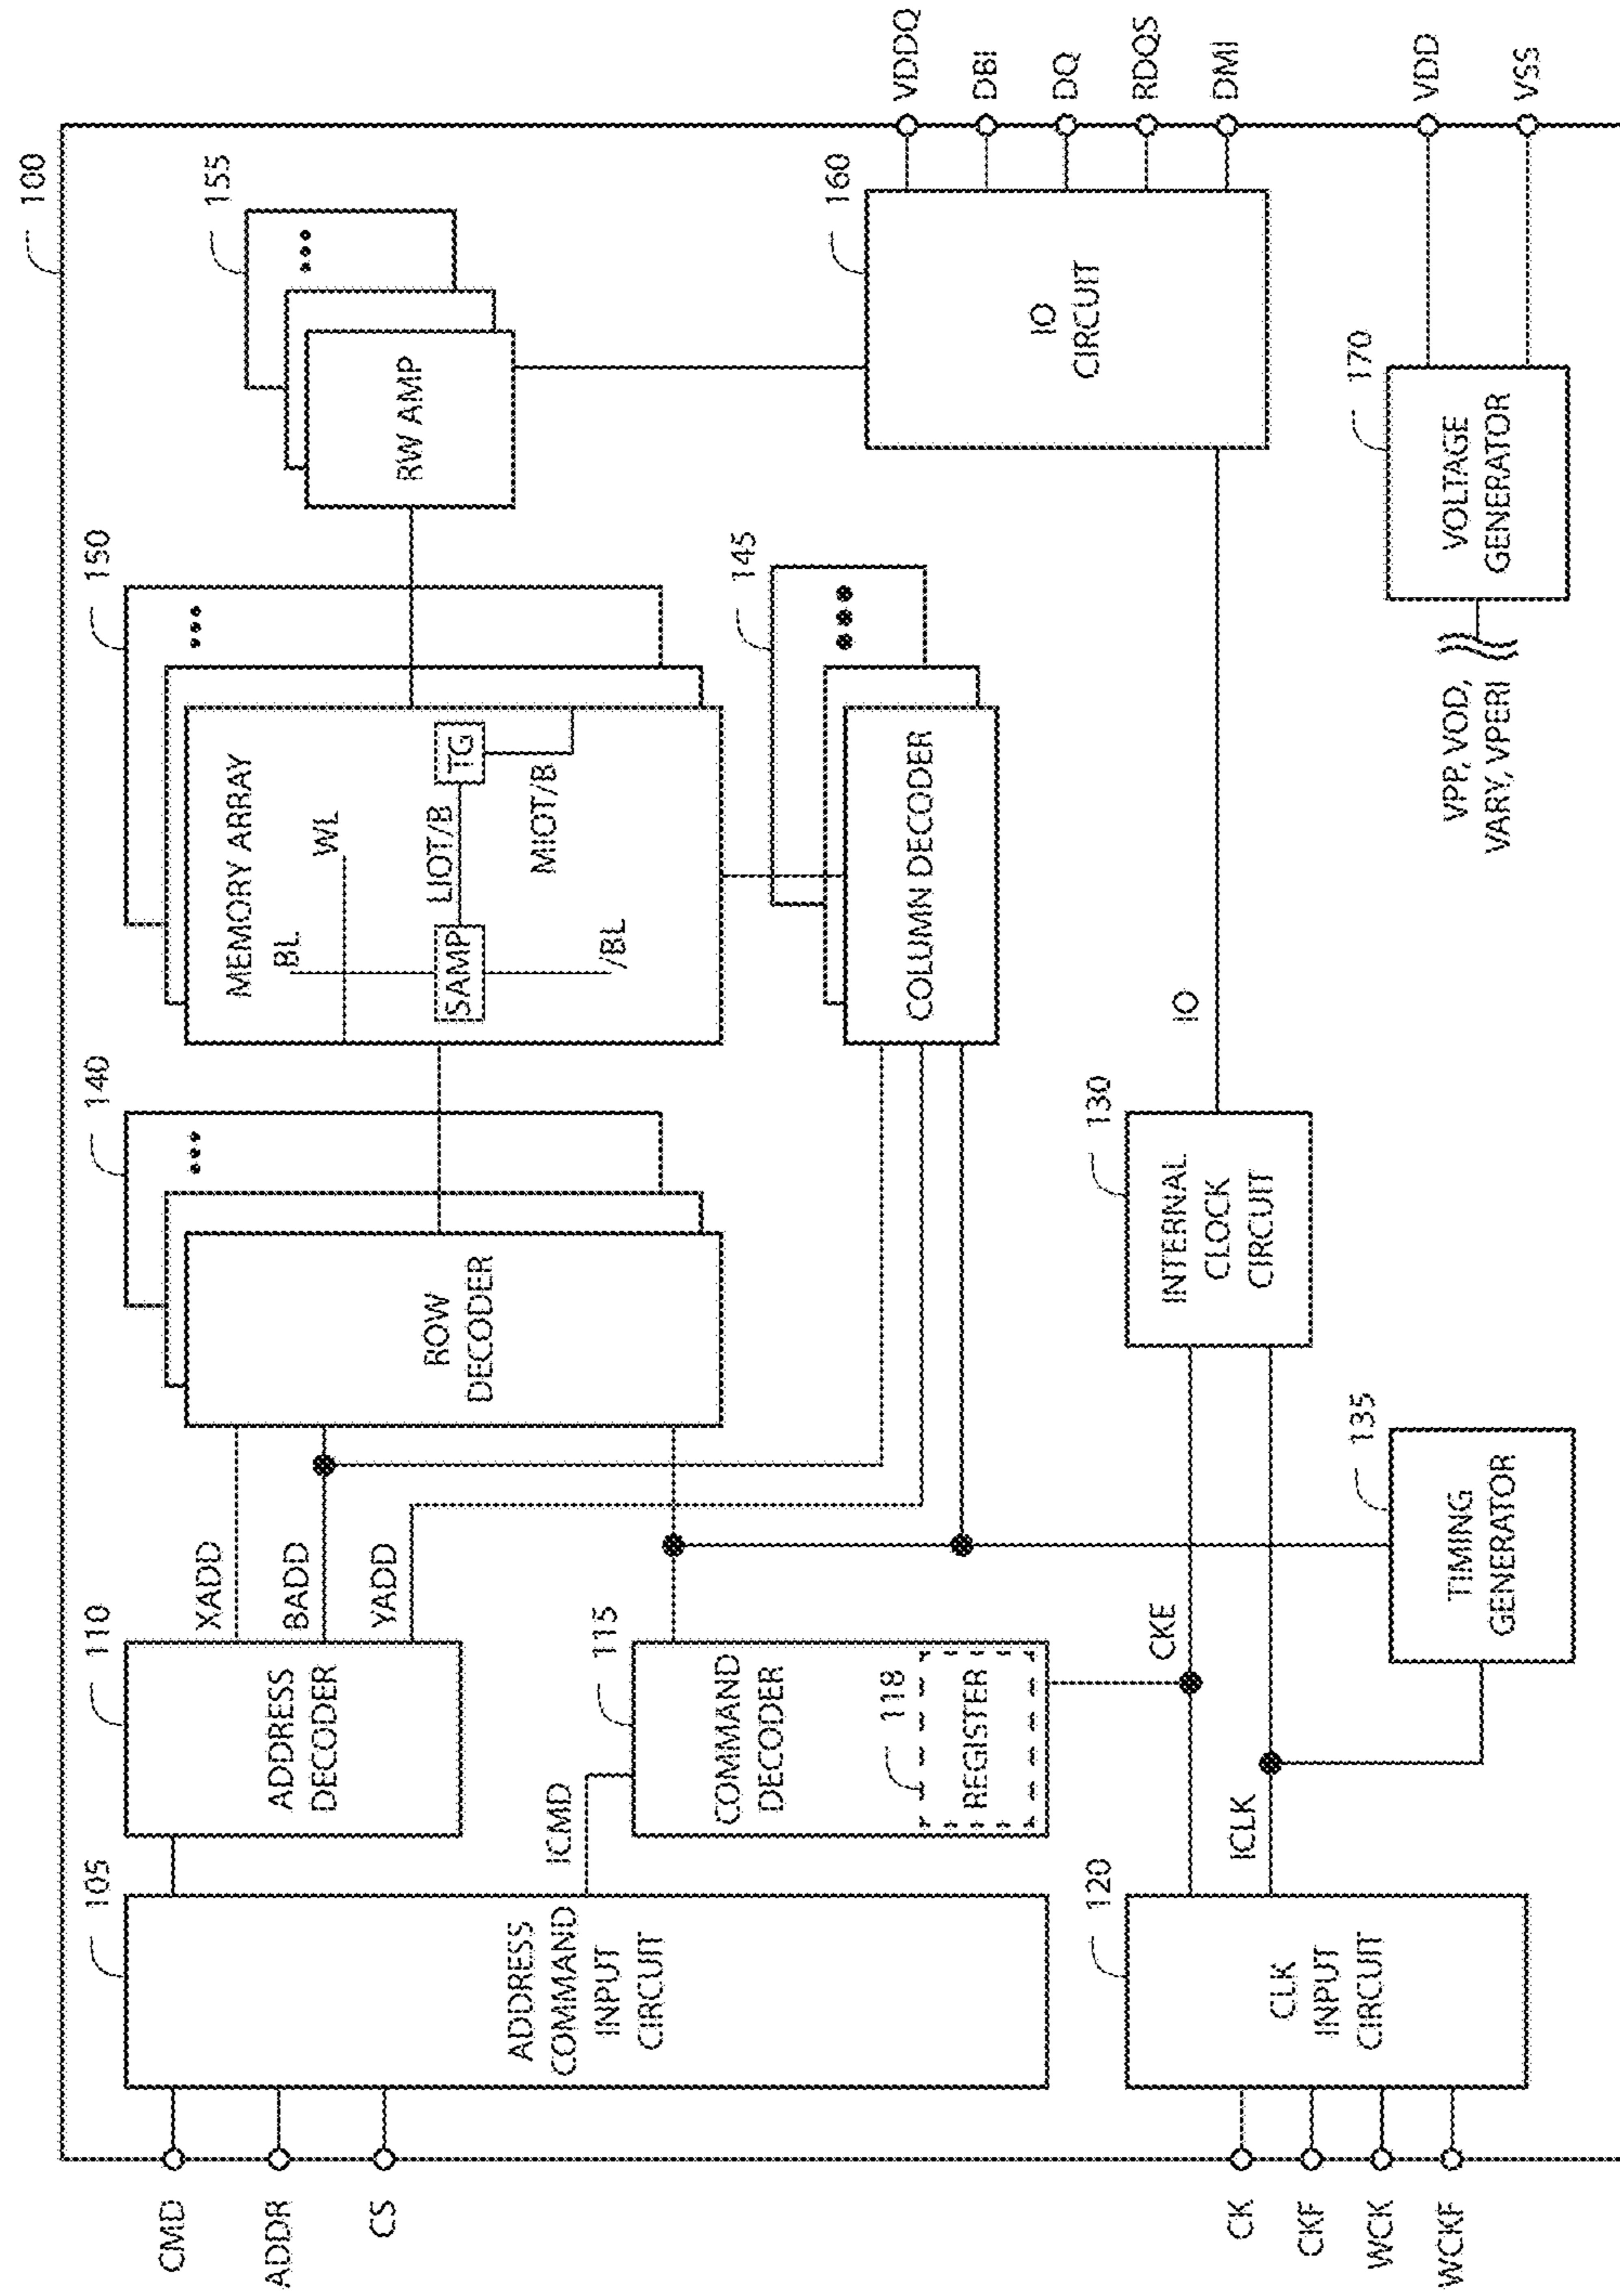 100
CMD
ADDR
CS
105
ADDRESS
COMMAND
INPUT
CIRCUIT
110
ADDRESS
DECODER
XADD
BADD
YADD
ICMD
115
COMMAND
DECODER
118
REGISTER
140
ROW
DECODER
150
MEMORY ARRAY
BL
WL
SAMP
LIOT/B
TG
MIOT/B
/BL
155
RW AMP
145
COLUMN DECODER
CK
CKF
WCK
WCKF
120
CLK
INPUT
CIRCUIT
CKE
ICLK
130
INTERNAL
CLOCK
CIRCUIT
IO
135
TIMING
GENERATOR
160
IO
CIRCUIT
VDDQ
DBI
DQ
RDQS
DMI
170
VOLTAGE
GENERATOR
VPP, VOD,
VARY, VPERI
VDD
VSS